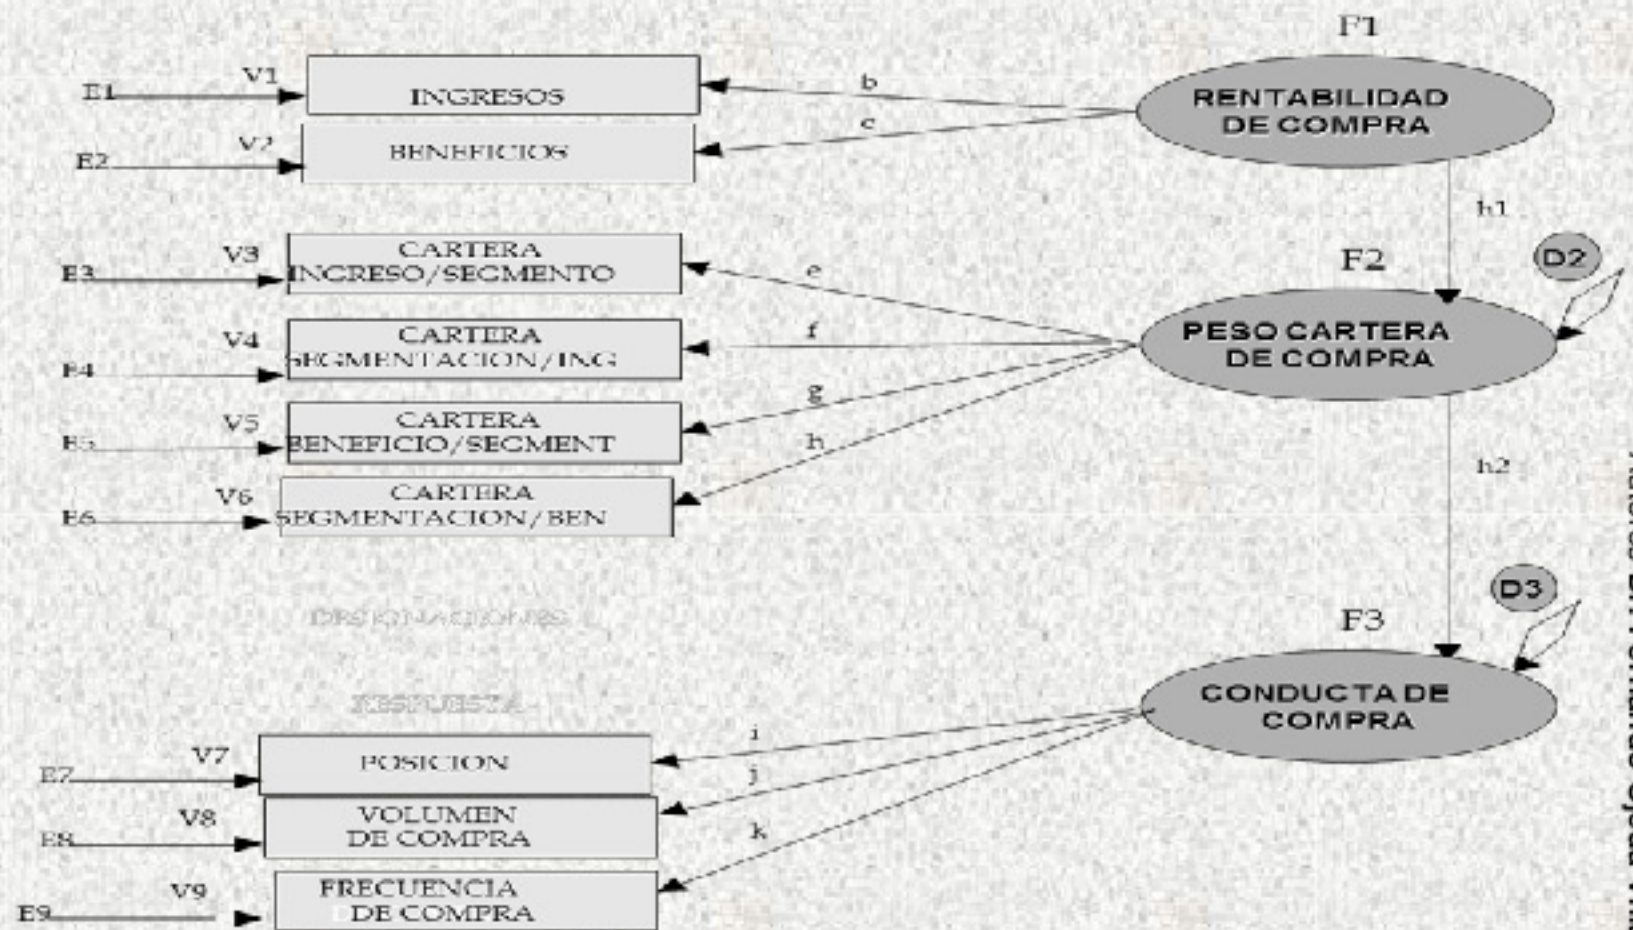 F1
V1
E1
INGRESOS
b
RENTABILIDAD
DE COMPRA
V2
E2
BENEFICIOS
c
h1
V3
E3
CARTERA
INGRESO/SEGMENTO
e
F2
D2
V4
E4
CARTERA
SEGMENTACION/ING
f
PESO CARTERA
DE COMPRA
V5
E5
CARTERA
BENEFICIO/SEGMENT
g
h
h2
V6
E6
CARTERA
SEGMENTACION/BEN
DESIGNACIONES
D3
F3
RESPUESTA
CONDUCTA DE
COMPRA
V7
E7
POSICION
i
V8
E8
VOLUMEN
DE COMPRA
j
k
V9
E9
FRECUENCIA
DE COMPRA